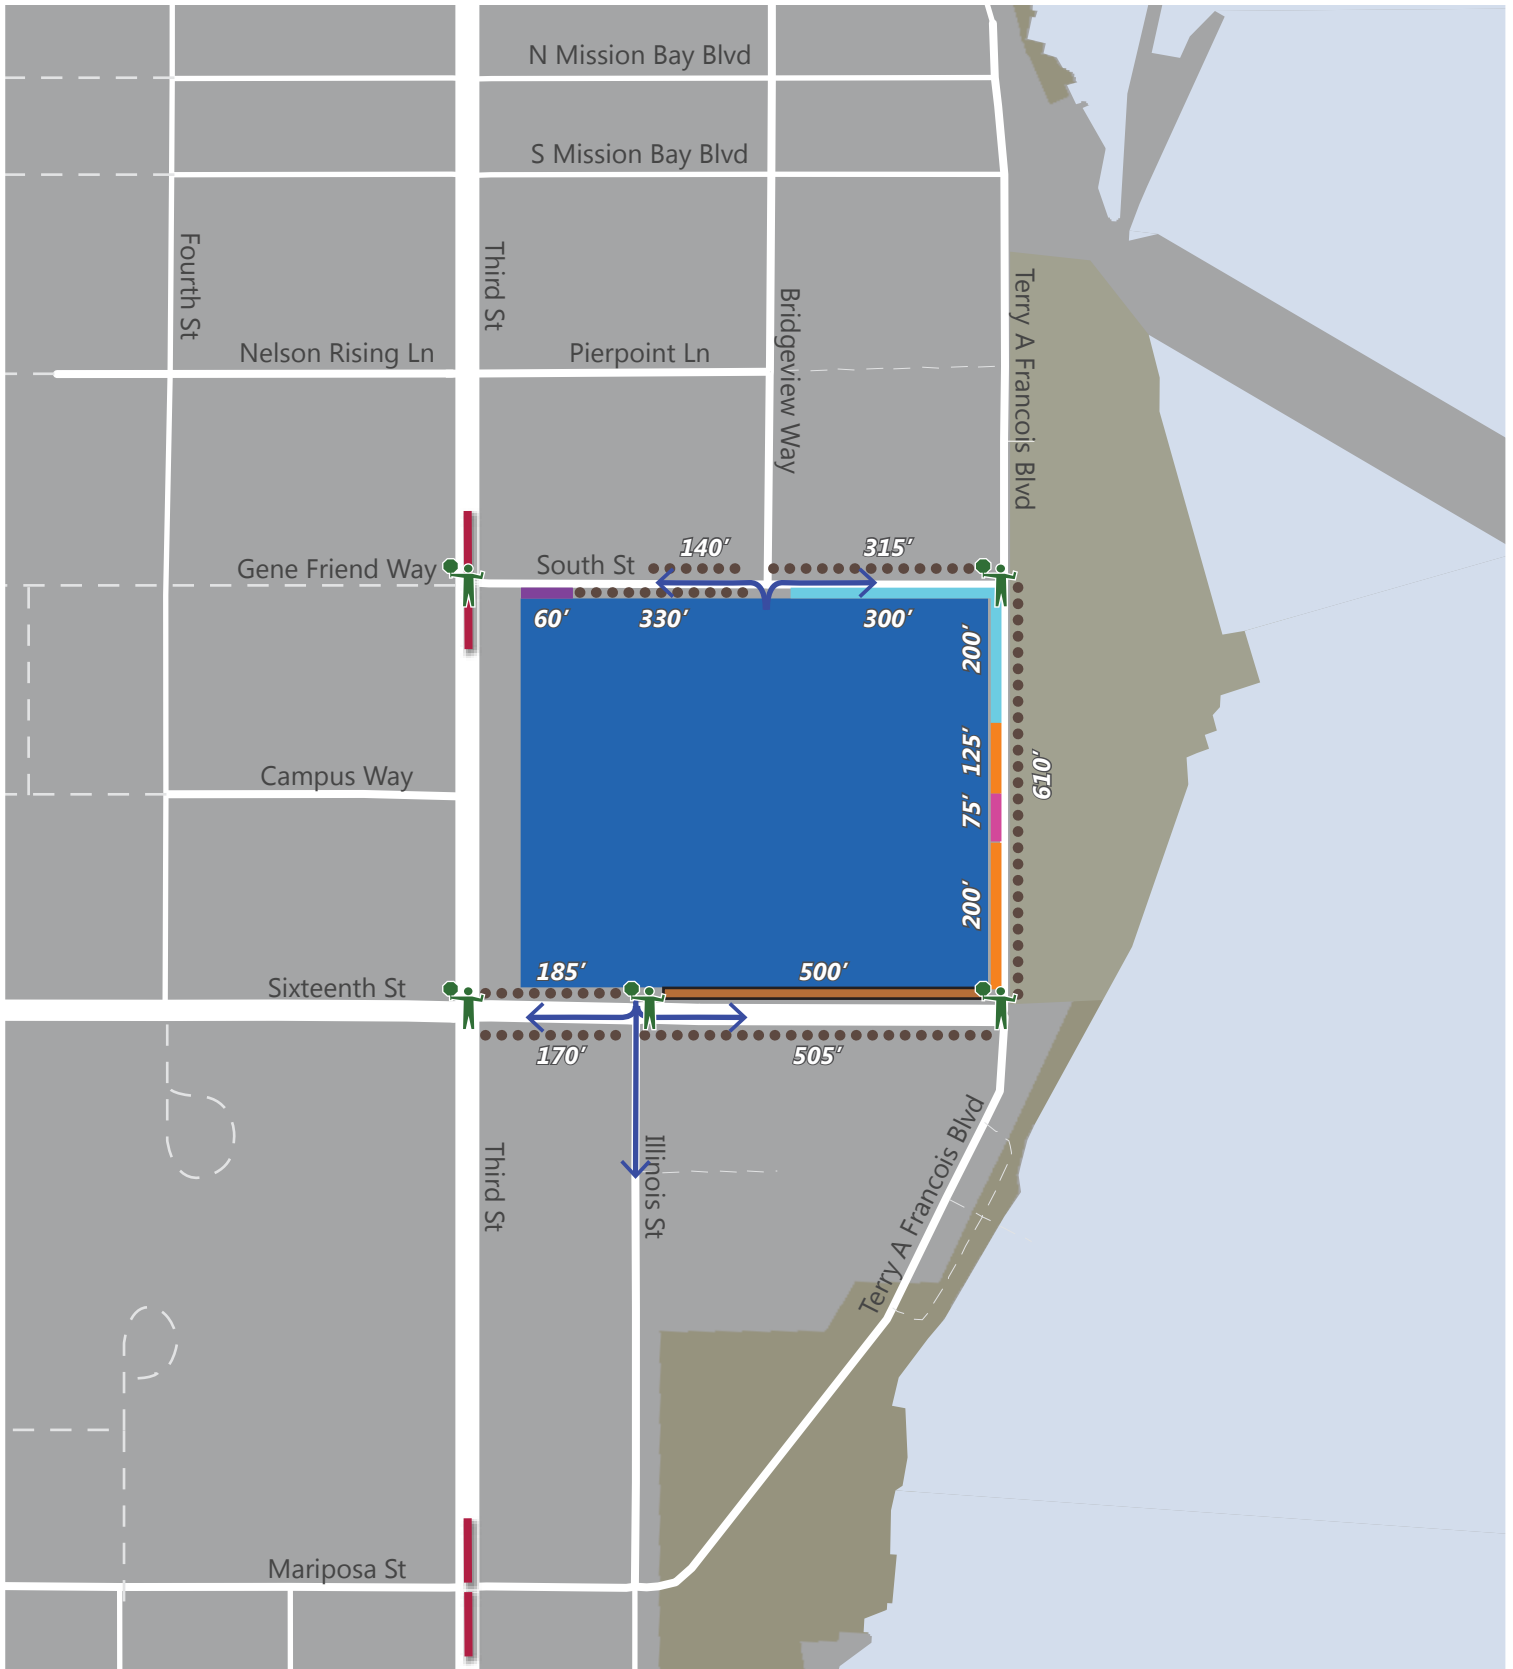 N Mission Bay Blvd
S Mission Bay Blvd
Fourth St
Third St
Terry A Francois Blvd
Bridgeview Way
Nelson Rising Ln
Pierpoint Ln
140’
315’
South St
Gene Friend Way
60’
330’
300’
200’
125’
610’
Campus Way
75’
200’
185’
500’
Sixteenth St
170’
505’
Terry A Francois Blvd
Third St
Illinois St
Mariposa St